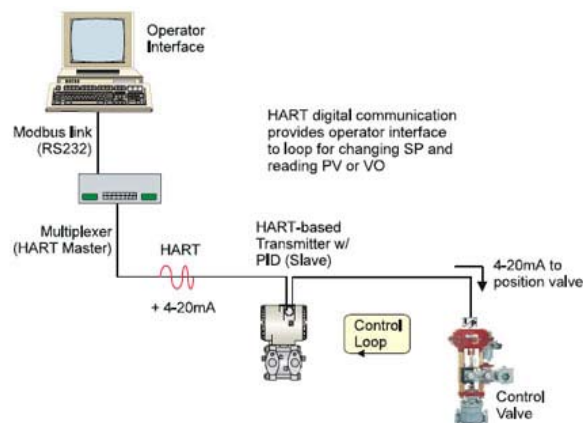 Operator
Interface
Modbus link
(RS232)
HART digital communication
provides operator interface
to loop for changing SP and
reading PV or VO
Multiplexer
(HART Master)
HART
+ 4-20mA
HART-based
Transmitter w/
PID (Slave)
4-20mA to
position valve
Control
Loop
Control
Valve